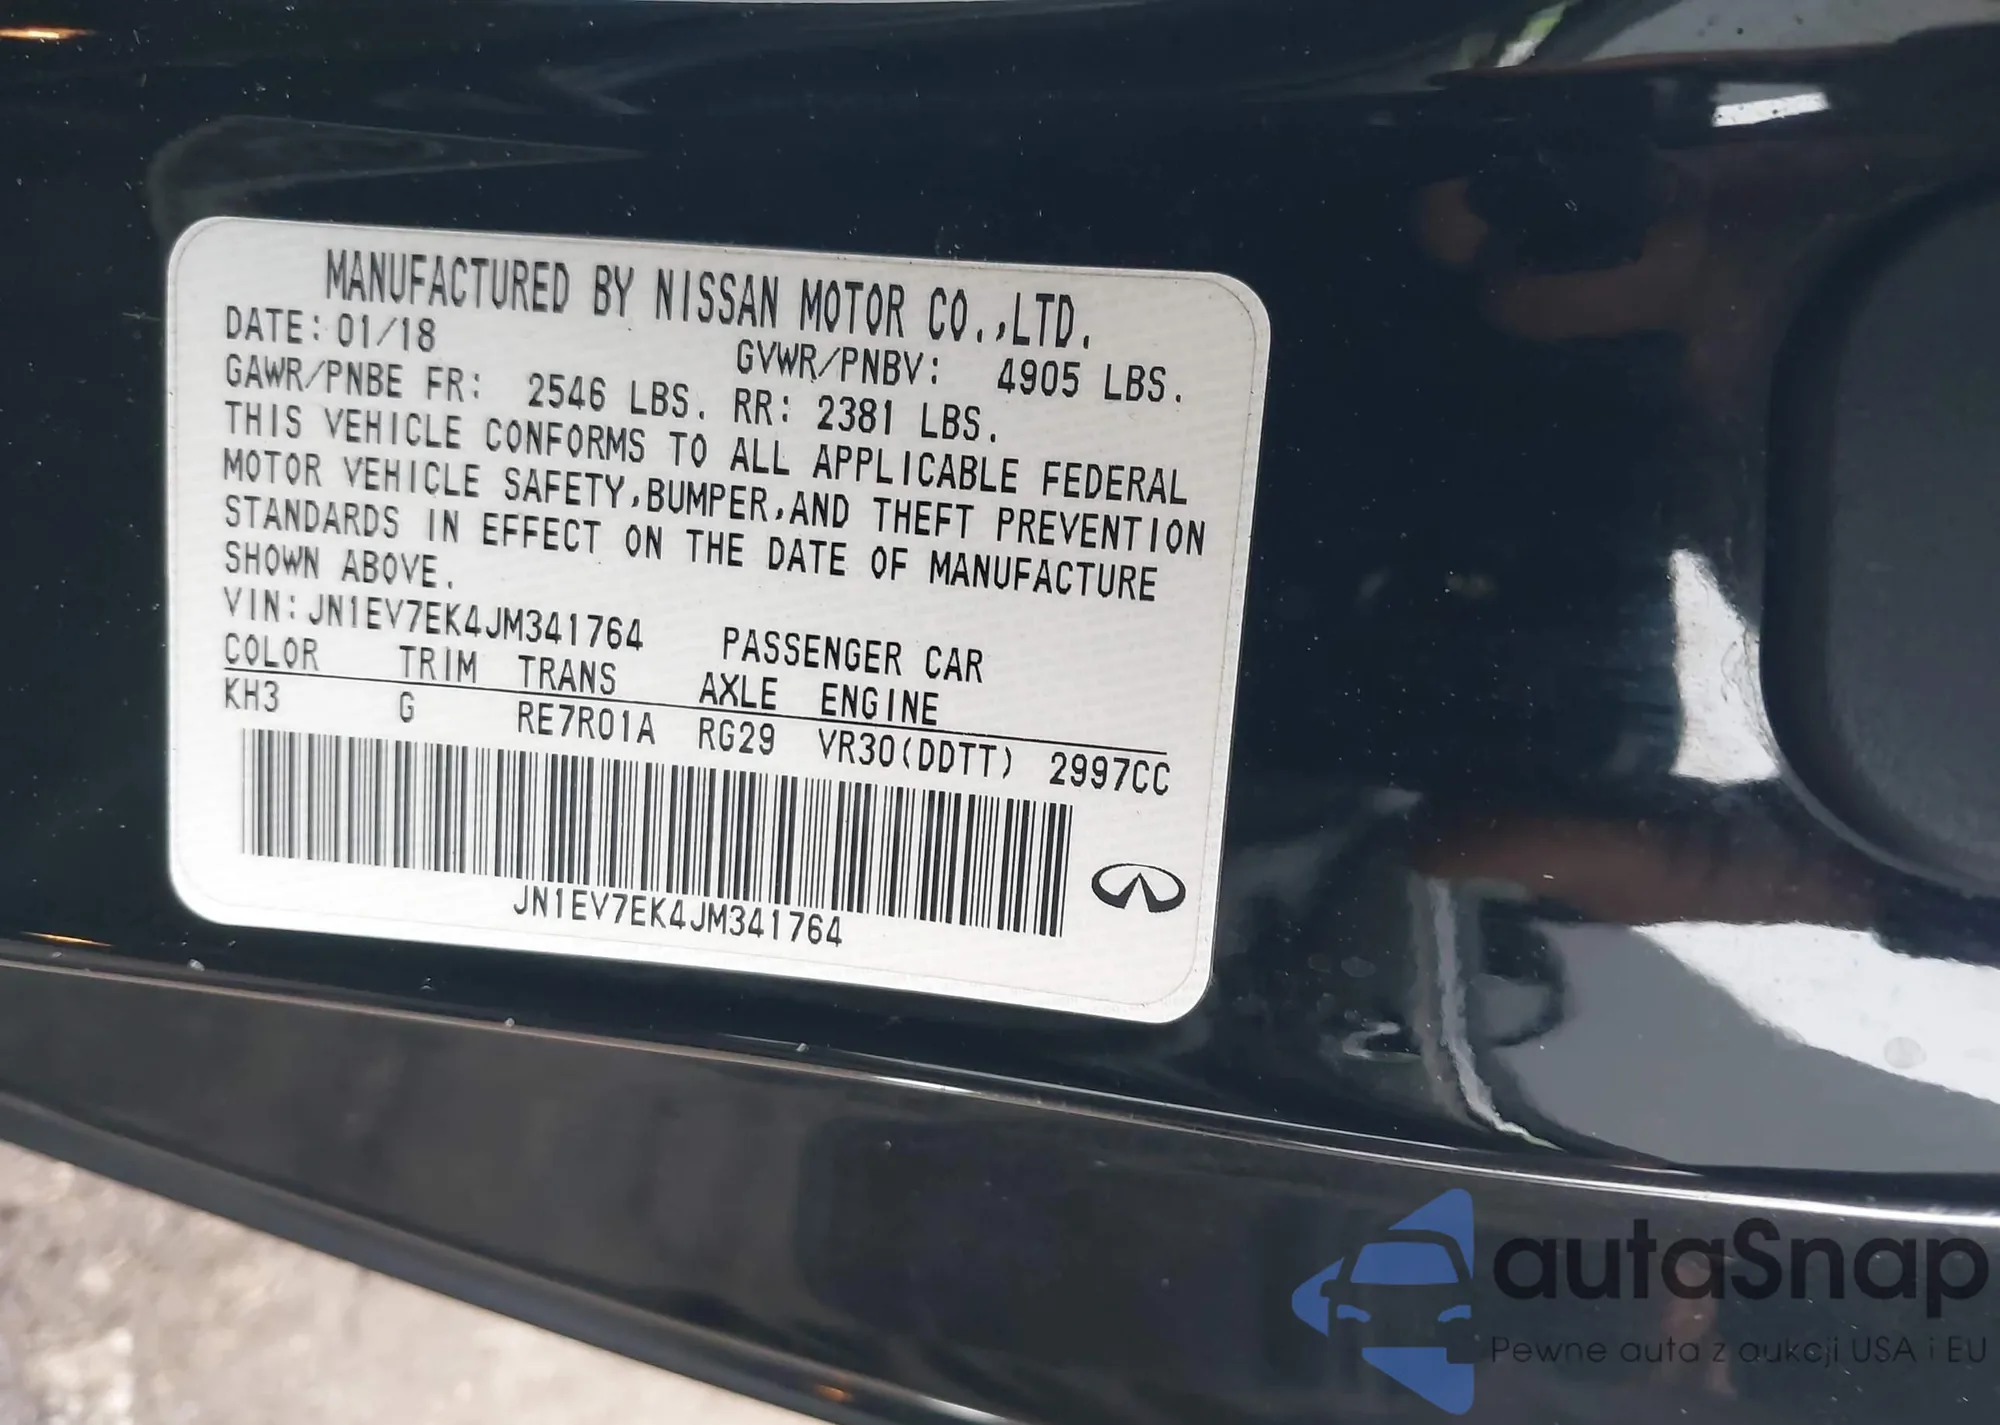 MANUFACTURED BY NISSAN MOTOR CO.,LTD.
DATE: 01/18 GVWR/PNBV: 4905 LBS.
GAWR/PNBE FR: 2546 LBS. RR: 2381 LBS.
THIS VEHICLE CONFORMS TO ALL APPLICABLE FEDERAL
MOTOR VEHICLE SAFETY,BUMPER,AND THEFT PREVENTION
STANDARDS IN EFFECT ON THE DATE OF MANUFACTURE
SHOWN ABOVE.
VIN:JN1EV7EK4JM341764 PASSENGER CAR
COLOR TRIM TRANS AXLE ENGINE
KH3 G RE7R01A RG29 VR30(DDTT) 2997CC
JN1EV7EK4JM341764
autaSnap
Pewne auta z aukcji USA i EU